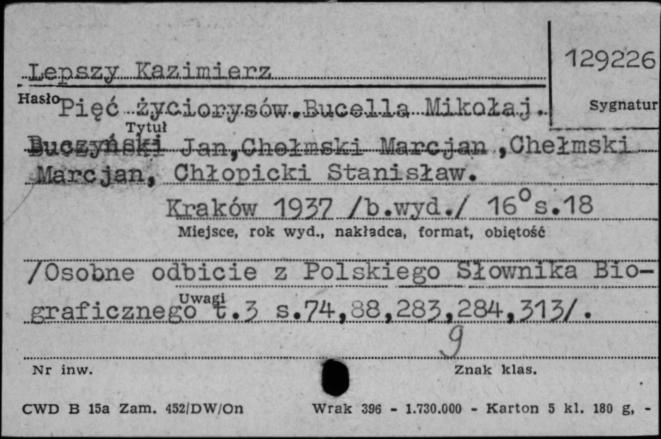 129226
Lepszy Kazimierz
Hasło Pięć życiorysów.Bucella Mikołaj.
Sygnatur
Tytuł
Buczyński Jan,Chełmski Marcjan ,Chełmski
Marcjan, Chłopicki Stanisław.
Kraków 1937 /b.wyd./ 16° s.18
Miejsce, rok wyd., nakładca, format, objętość
/Osobne odbicie z Polskiego Słownika Bio-
Uwagi
graficznego t.3 s.74,88,283,284,313/.
9
Nr inw. Znak klas.
CWD B 15a Zam. 452/DW/On Wrak 396 - 1.730.000 - Karton 5 kl. 180 g, -